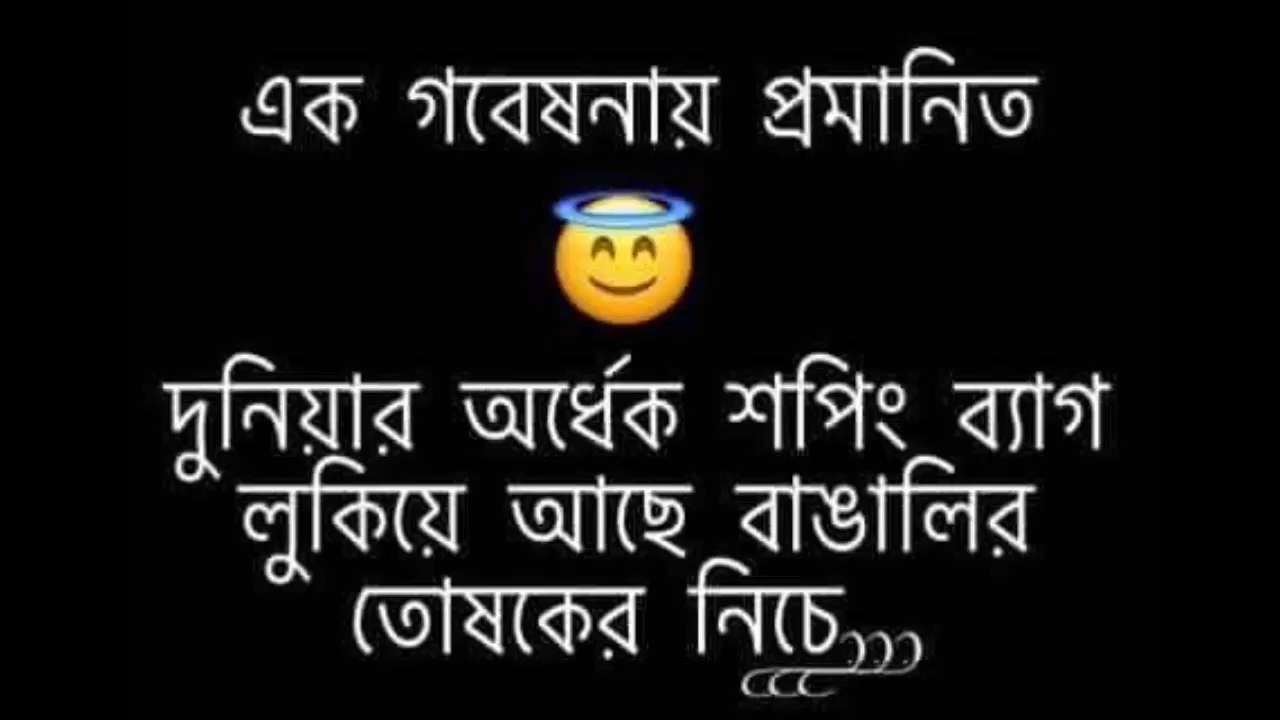 এক গবেষনায় প্রমানিত
😇
দুনিয়ার অর্ধেক শপিং ব্যাগ
লুকিয়ে আছে বাঙালির
তোষকের নিচে